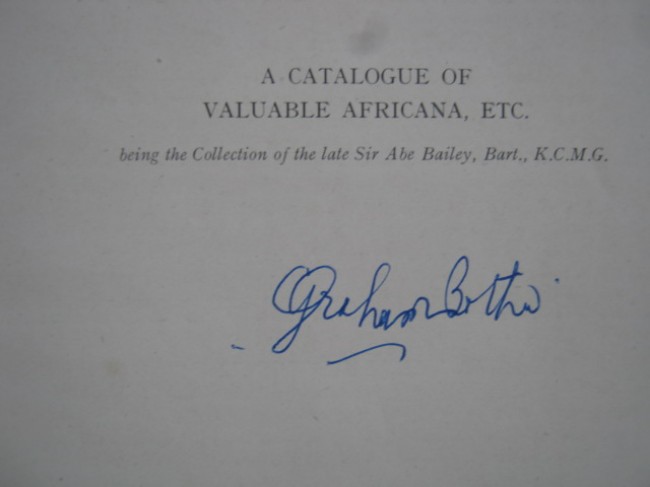 A CATALOGUE OF
VALUABLE AFRICANA, ETC.
being the Collection of the late Sir Abe Bailey, Bart., K.C.M.G.
Graham Botha